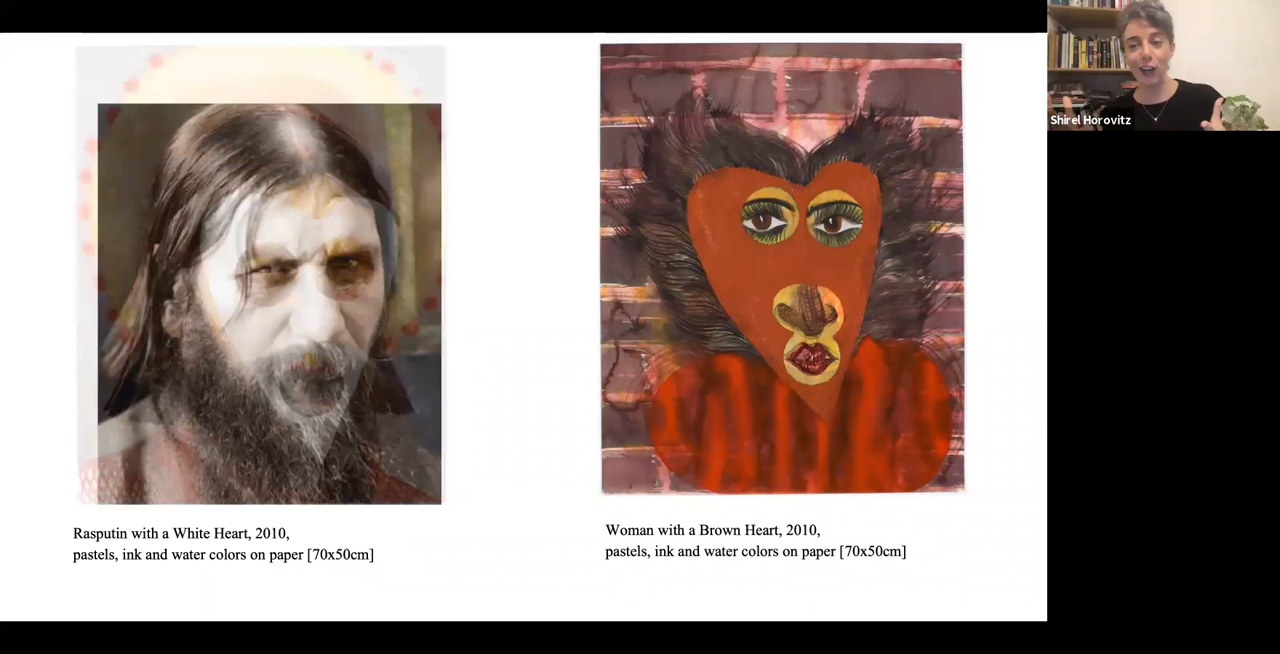 Shirel Horovitz
Rasputin with a White Heart, 2010,
pastels, ink and water colors on paper [70x50cm]
Woman with a Brown Heart, 2010,
pastels, ink and water colors on paper [70x50cm]